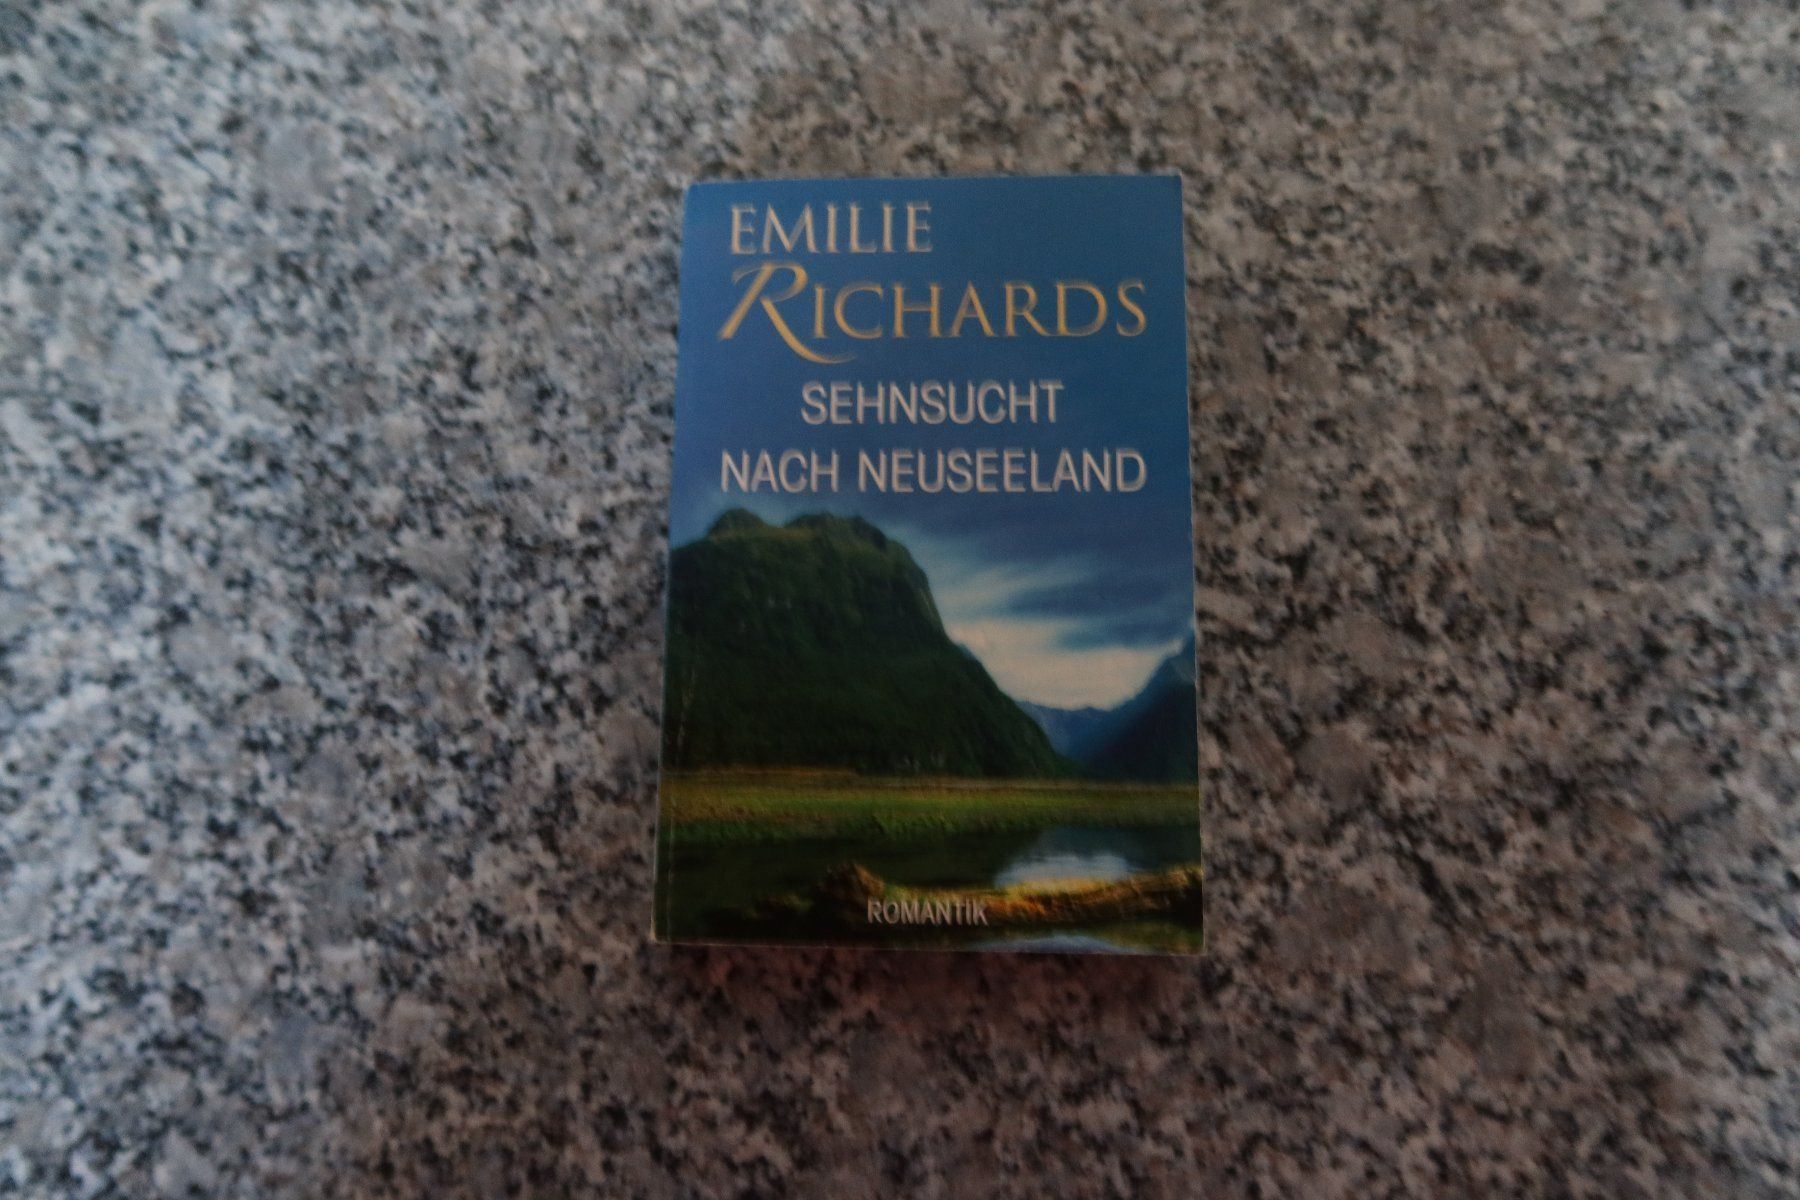 EMILIE
RICHARDS
SEHNSUCHT
NACH NEUSEELAND
ROMANTIK